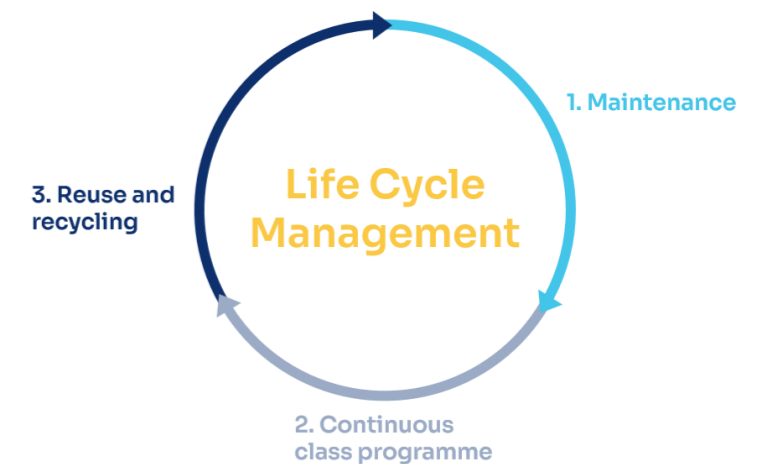 Life Cycle
Management
1. Maintenance
2. Continuous
class programme
3. Reuse and
recycling